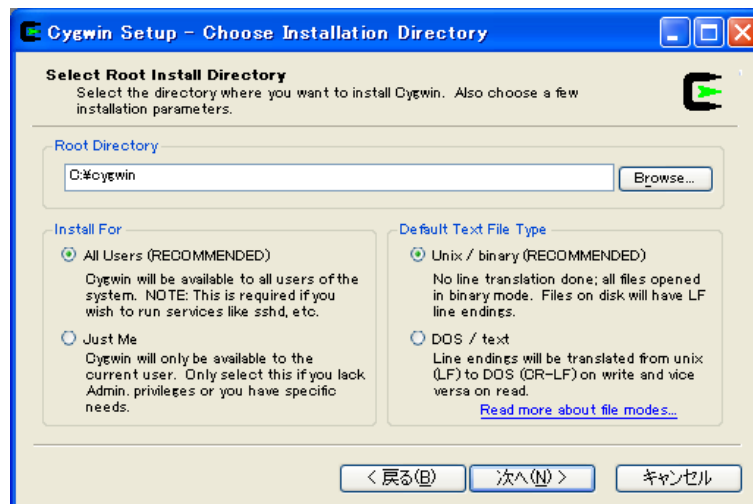 Cygwin Setup - Choose Installation Directory
Select Root Install Directory
Select the directory where you want to install Cygwin. Also choose a few
installation parameters.
Root Directory
C:¥cygwin
Browse...
Install For
All Users (RECOMMENDED)
Cygwin will be available to all users of the
system. NOTE: This is required if you
wish to run services like sshd, etc.
Just Me
Cygwin will only be available to the
current user. Only select this if you lack
Admin. privileges or you have specific
needs.
Default Text File Type
Unix / binary (RECOMMENDED)
No line translation done; all files opened
in binary mode. Files on disk will have LF
line endings.
DOS / text
Line endings will be translated from unix
(LF) to DOS (CR-LF) on write and vice
versa on read.
Read more about file modes...
< 戻る(B)
次へ(N) >
キャンセル